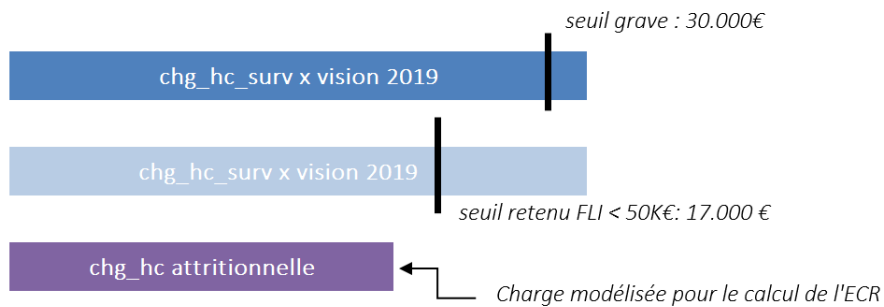 seuil grave : 30.000€
chg_hc_surv x vision 2019
chg_hc_surv x vision 2019
seuil retenu FLI < 50K€: 17.000 €
chg_hc attritionnelle
Charge modélisée pour le calcul de l'ECR